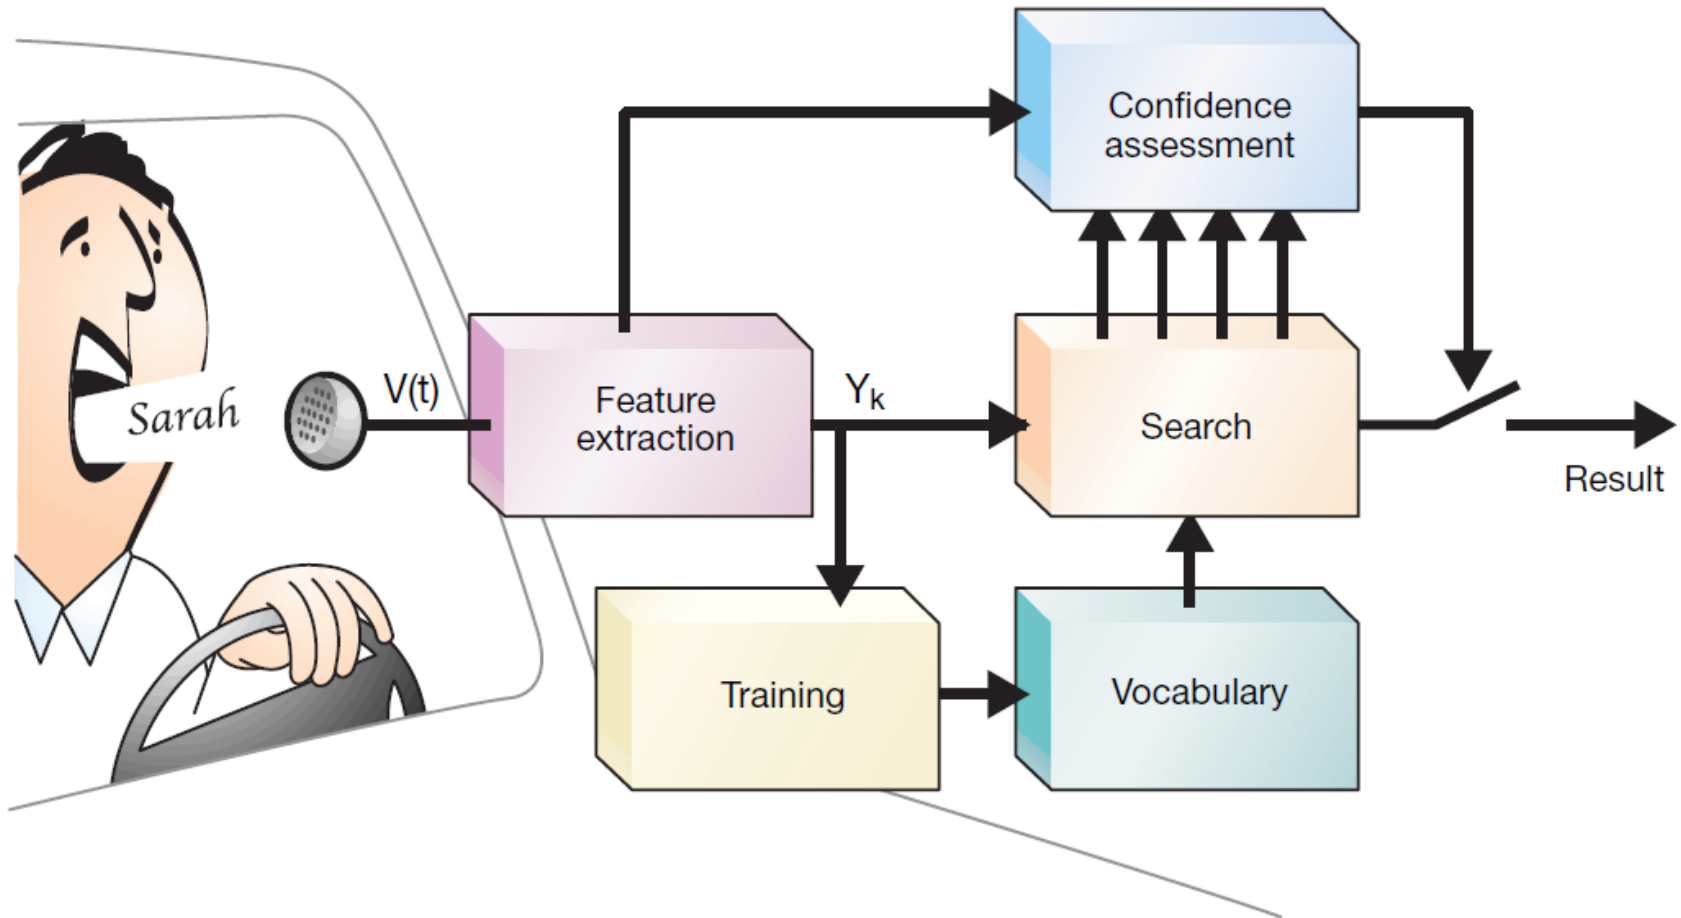 Confidence
assessment
Sarah
V(t)
Feature
extraction
Yk
Search
Result
Training
Vocabulary